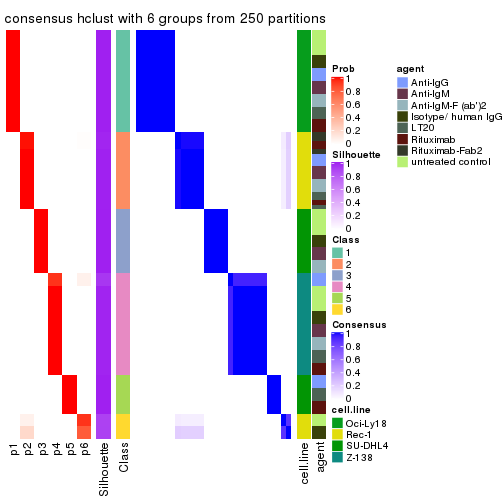 consensus hclust with 6 groups from 250 partitions
Prob
1
0.8
0.6
0.4
0.2
0
Silhouette
1
0.8
0.6
0.4
0.2
0
Class
1
2
3
4
5
6
Consensus
1
0.8
0.6
0.4
0.2
0
cell.line
Oci-Ly18
Rec-1
SU-DHL4
Z-138
agent
Anti-IgG
Anti-IgM
Anti-IgM-F (ab')2
Isotype/ human IgG
LT20
Rituximab
Rituximab-Fab2
untreated control
p1
p2
p3
p4
p5
p6
Silhouette
Class
cell.line
agent